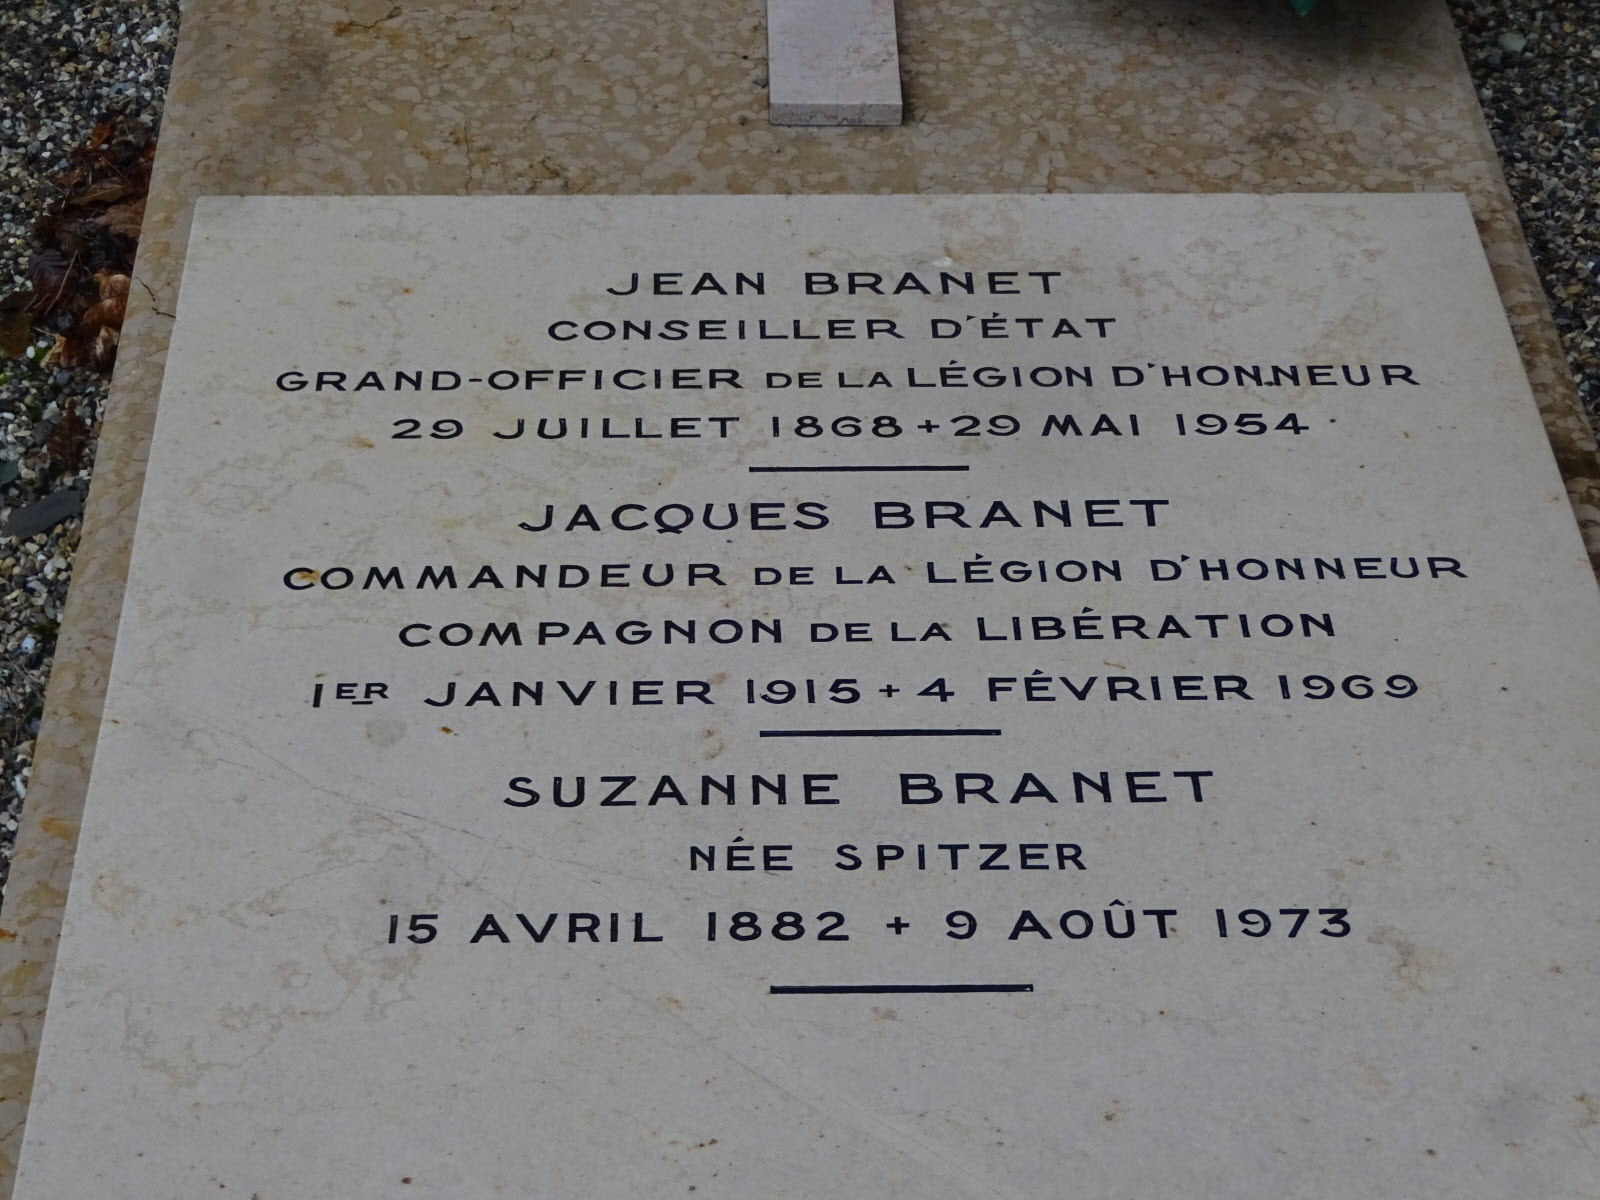 JEAN BRANET
CONSEILLER D'ÉTAT
GRAND-OFFICIER DE LA LÉGION D'HONNEUR
29 JUILLET 1868 + 29 MAI 1954
JACQUES BRANET
COMMANDEUR DE LA LÉGION D'HONNEUR
COMPAGNON DE LA LIBÉRATION
1ER JANVIER 1915 + 4 FÉVRIER 1969
SUZANNE BRANET
NÉE SPITZER
15 AVRIL 1882 + 9 AOÛT 1973